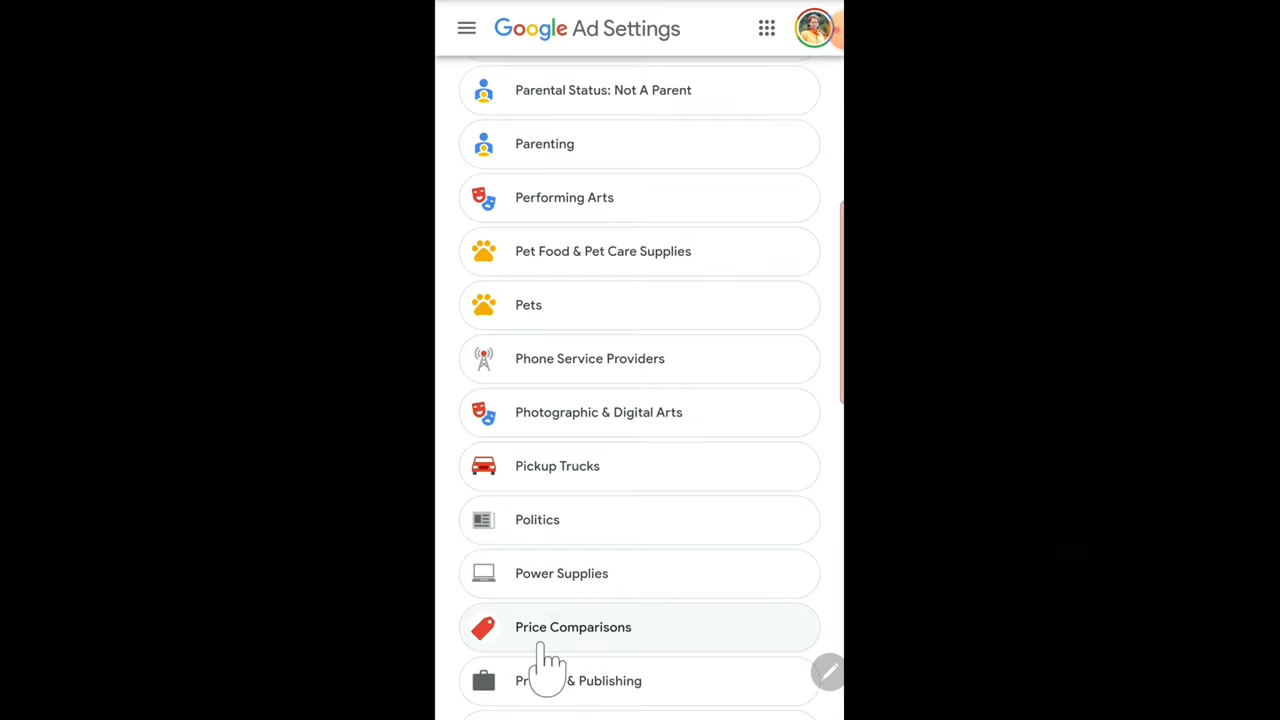 Google Ad Settings
Parental Status: Not A Parent
Parenting
Performing Arts
Pet Food & Pet Care Supplies
Pets
Phone Service Providers
Photographic & Digital Arts
Pickup Trucks
Politics
Power Supplies
Price Comparisons
& Publishing